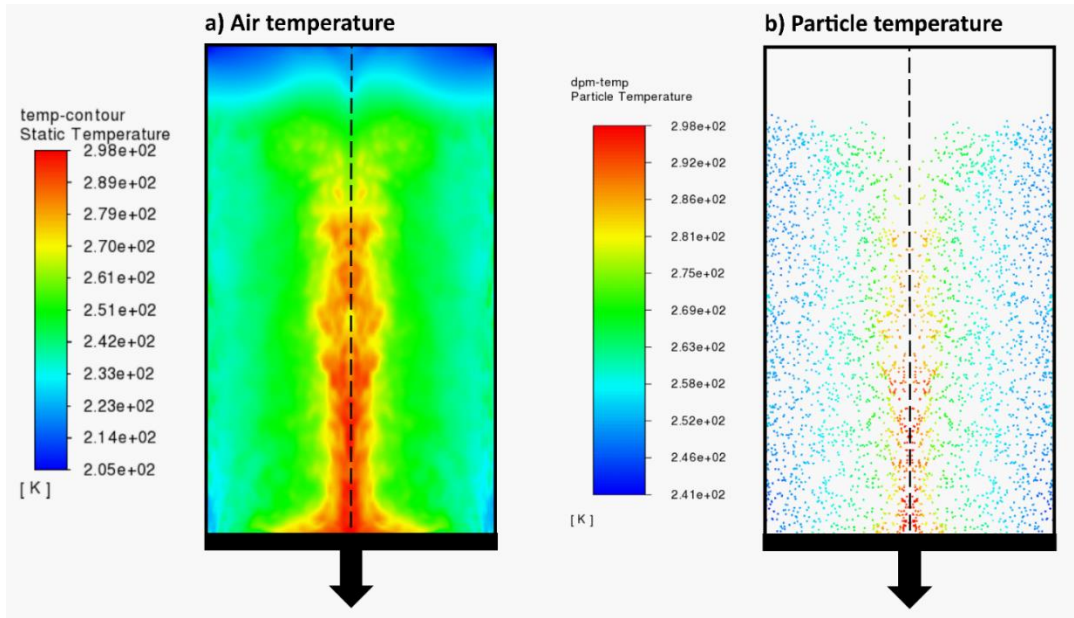 a) Air temperature
temp-contour
Static Temperature
2.98e+02
2.89e+02
2.79e+02
2.70e+02
2.61e+02
2.51e+02
2.42e+02
2.33e+02
2.23e+02
2.14e+02
2.05e+02
[ K ]
b) Particle temperature
dpm-temp
Particle Temperature
2.98e+02
2.92e+02
2.86e+02
2.81e+02
2.75e+02
2.69e+02
2.63e+02
2.58e+02
2.52e+02
2.46e+02
2.41e+02
[ K ]